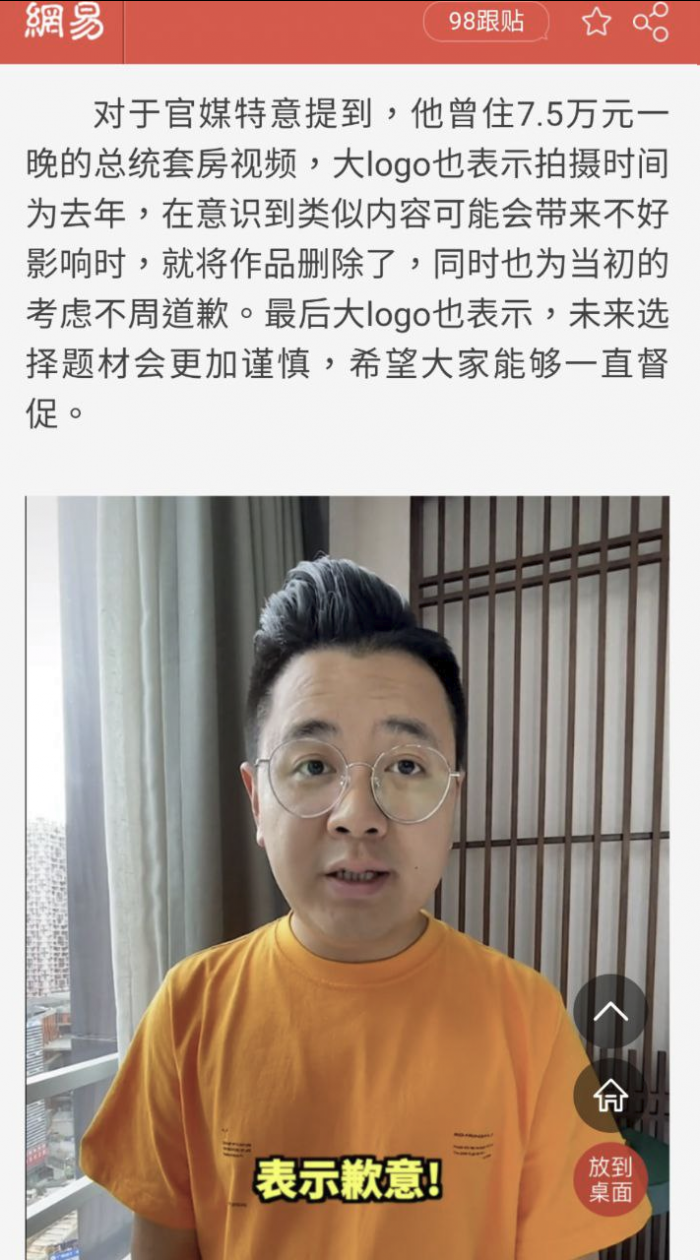 網易
98跟贴
对于官媒特意提到，他曾住7.5万元一
晚的总统套房视频，大logo也表示拍摄时间
为去年，在意识到类似内容可能会带来不好
影响时，就将作品删除了，同时也为当初的
考虑不周道歉。最后大logo也表示，未来选
择题材会更加谨慎，希望大家能够一直督
促。
表示歉意!
放到
桌面